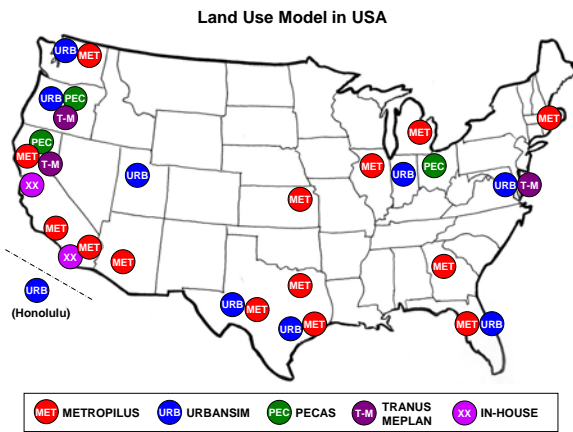 Land Use Model in USA
URB MET
URB PEC
T-M
PEC
MET T-M
XX
URB
MET
MET
XX
MET
URB
(Honolulu)
MET
MET
MET
URB
PEC
MET
URB T-M
MET
MET
URB MET
URB MET
MET URB
MET METROPILUS URB URBANSIM PEC PECAS T-M TRANUS MEPLAN XX IN-HOUSE